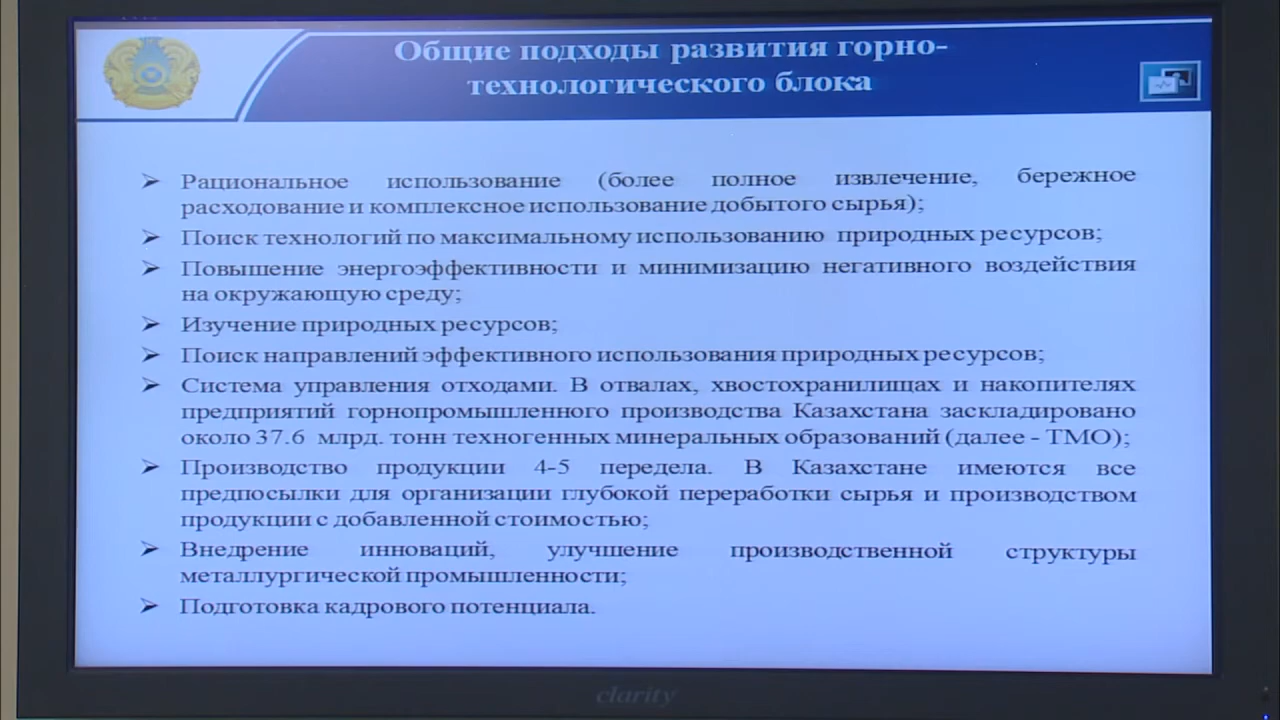 Общие подходы развития горно-
технологического блока
➢ Рациональное использование (более полное извлечение, бережное
расходование и комплексное использование добытого сырья);
➢ Поиск технологий по максимальному использованию природных ресурсов;
➢ Повышение энергоэффективности и минимизацию негативного воздействия
на окружающую среду;
➢ Изучение природных ресурсов;
➢ Поиск направлений эффективного использования природных ресурсов;
➢ Система управления отходами. В отвалах, хвостохранилищах и накопителях
предприятий горнопромышленного производства Казахстана заскладировано
около 37.6 млрд. тонн техногенных минеральных образований (далее - ТМО);
➢ Производство продукции 4-5 передела. В Казахстане имеются все
предпосылки для организации глубокой переработки сырья и производством
продукции с добавленной стоимостью;
➢ Внедрение инноваций, улучшение производственной структуры
металлургической промышленности;
➢ Подготовка кадрового потенциала.
clarity